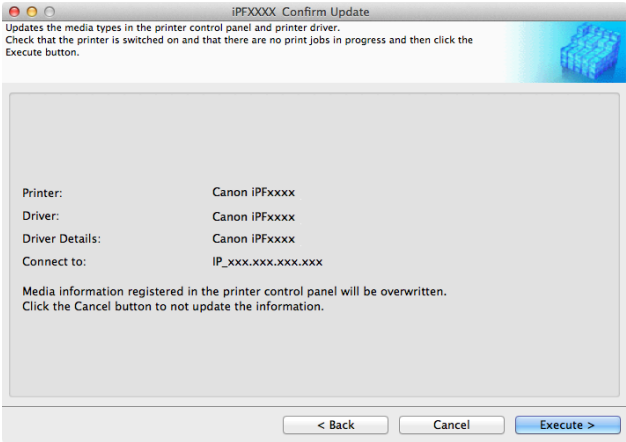 iPFXXXX Confirm Update
Updates the media types in the printer control panel and printer driver.
Check that the printer is switched on and that there are no print jobs in progress and then click the
Execute button.
Printer: Canon iPFxxxx
Driver: Canon iPFxxxx
Driver Details: Canon iPFxxxx
Connect to: IP_xxx.xxx.xxx.xxx
Media information registered in the printer control panel will be overwritten.
Click the Cancel button to not update the information.
< Back Cancel Execute >